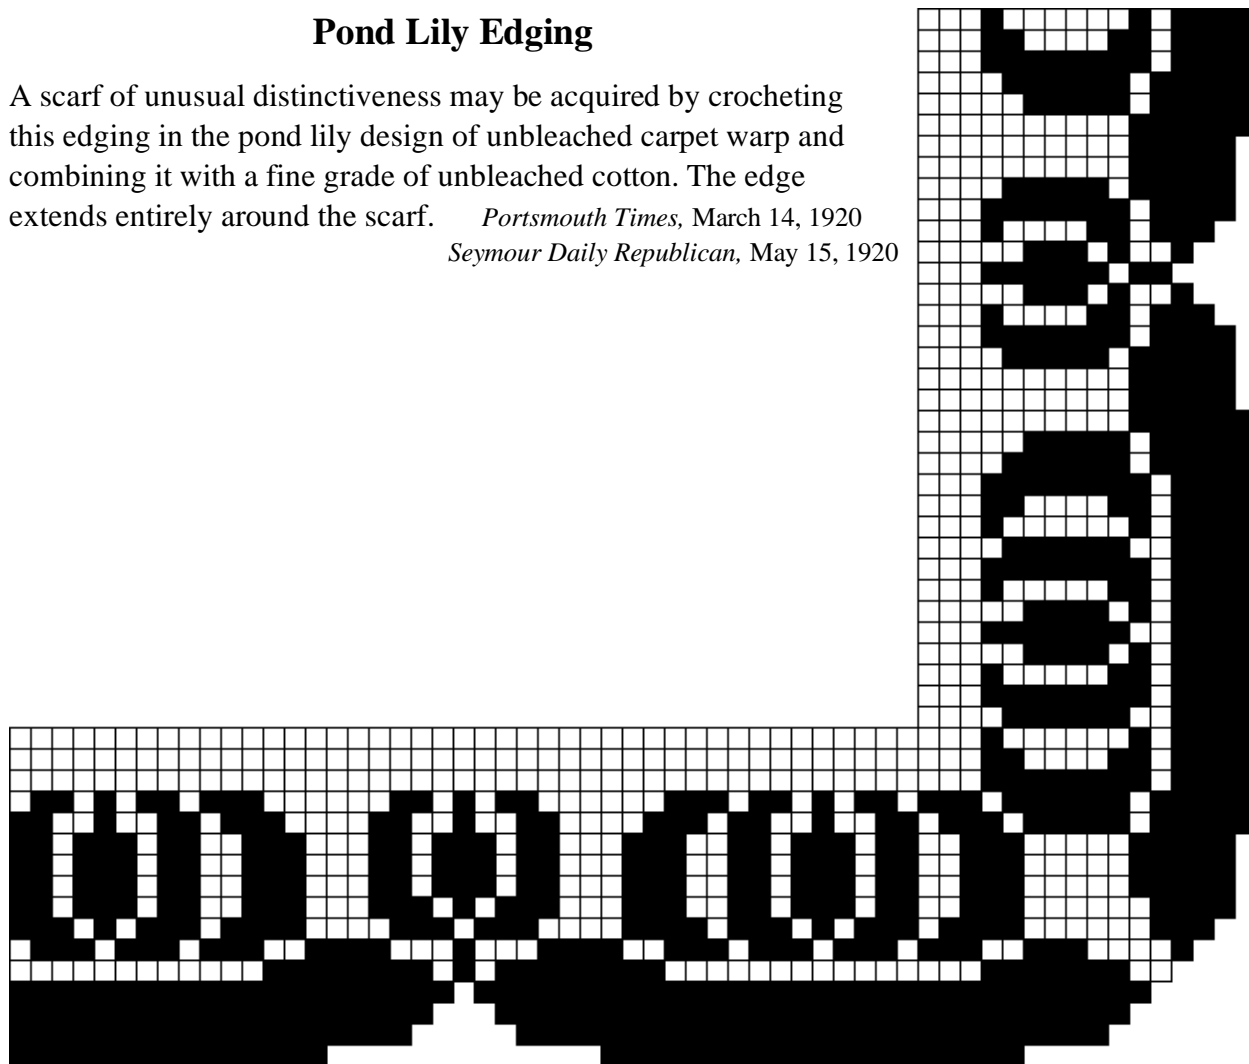 Pond Lily Edging
A scarf of unusual distinctiveness may be acquired by crocheting
this edging in the pond lily design of unbleached carpet warp and
combining it with a fine grade of unbleached cotton. The edge
extends entirely around the scarf. Portsmouth Times, March 14, 1920
Seymour Daily Republican, May 15, 1920